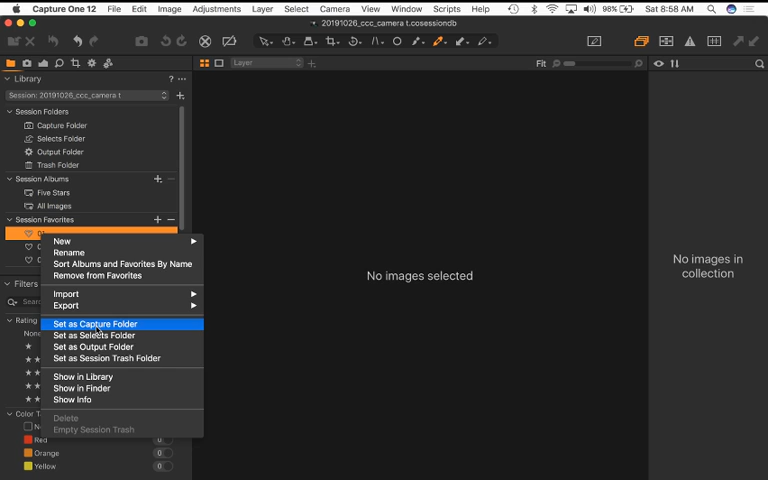 Capture One 12 File Edit Image Adjustments Layer Select Camera View Window Scripts Help 98% Sat 8:58 AM
20191026_ccc_camera t.cosessiondb
Layer
Fit
Library
? ...
Session: 20191026_ccc_camera t
Session Folders
Capture Folder
Selects Folder
Output Folder
Trash Folder
Session Albums
Five Stars
All Images
Session Favorites
New
Rename
Sort Albums and Favorites By Name
Remove from Favorites
Import
Export
Set as Capture Folder
Set as Selects Folder
Set as Output Folder
Set as Session Trash Folder
Show in Library
Show in Finder
Show Info
Delete
Empty Session Trash
Filters
Rating
Color T
Red 0
Orange 0
Yellow 0
No images selected
No images in
collection